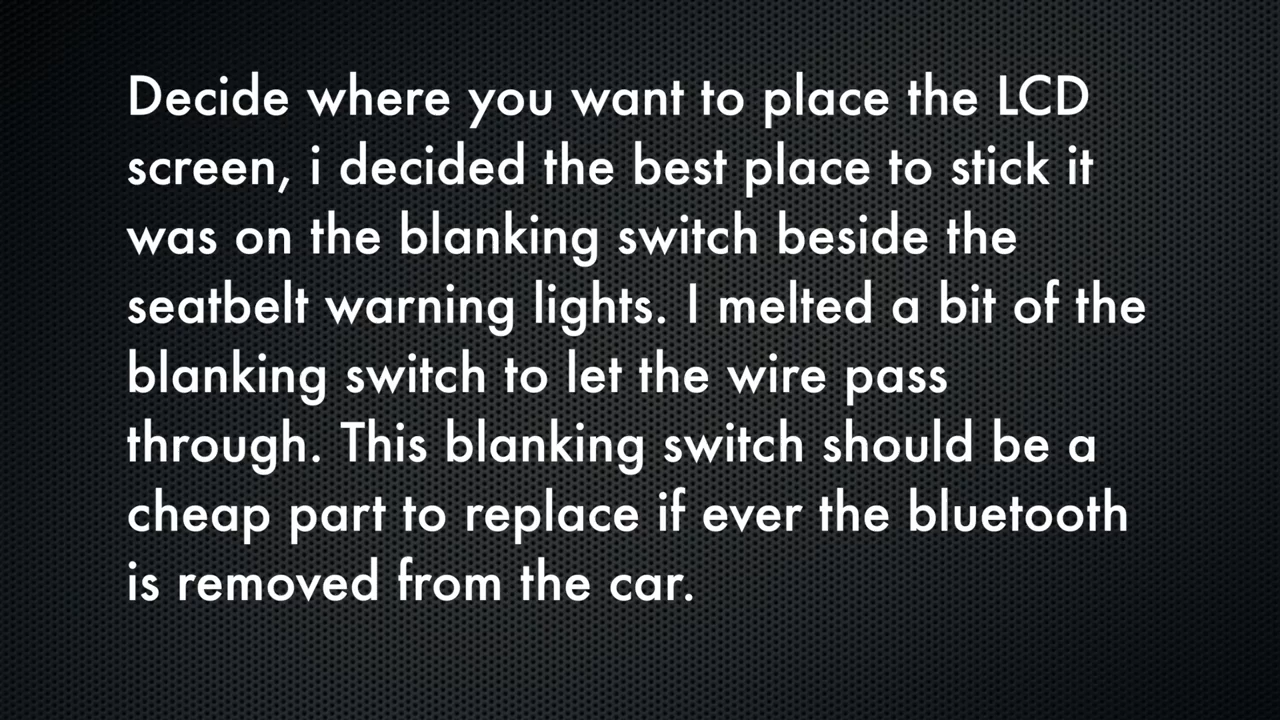 Decide where you want to place the LCD
screen, i decided the best place to stick it
was on the blanking switch beside the
seatbelt warning lights. I melted a bit of the
blanking switch to let the wire pass
through. This blanking switch should be a
cheap part to replace if ever the bluetooth
is removed from the car.